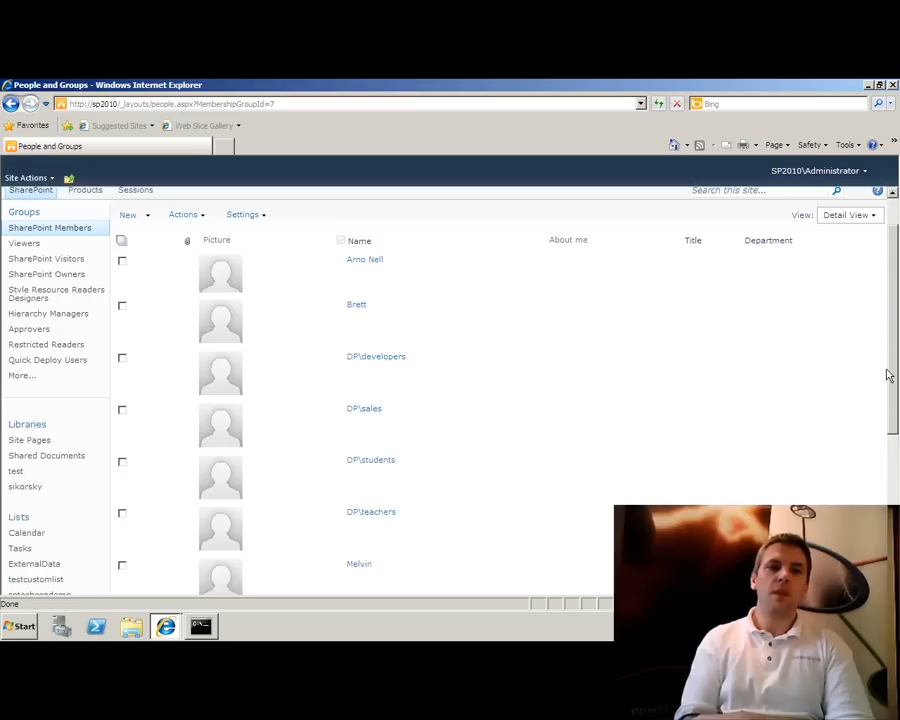 People and Groups - Windows Internet Explorer
http://sp2010/_layouts/people.aspx?MembershipGroupId=7
Bing
Favorites
Suggested Sites
Web Slice Gallery
People and Groups
Page
Safety
Tools
Site Actions
SP2010\Administrator
SharePoint
Products
Sessions
Search this site...
Groups
SharePoint Members
Viewers
SharePoint Visitors
SharePoint Owners
Style Resource Readers
Designers
Hierarchy Managers
Approvers
Restricted Readers
Quick Deploy Users
More...
Libraries
Site Pages
Shared Documents
test
sikorsky
Lists
Calendar
Tasks
ExternalData
testcustomlist
New
Actions
Settings
View:
Detail View
Picture
Name
About me
Title
Department
Arno Nell
Brett
DP\developers
DP\sales
DP\students
DP\teachers
Melvin
Done
Start